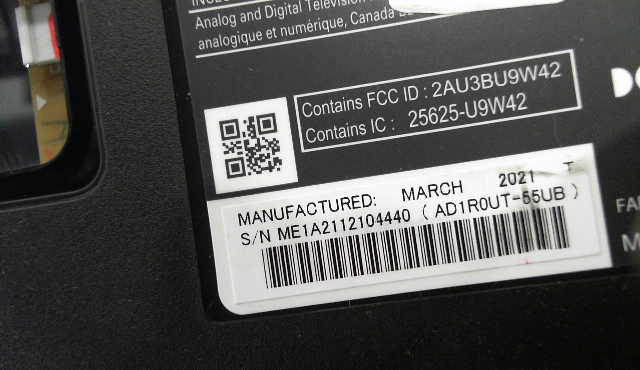 Analog and Digital Television
analogique et numérique, Canada
Contains FCC ID : 2AU3BU9W42
Contains IC : 25625-U9W42
MANUFACTURED: MARCH 2021 T
S/N ME1A2112104440 ( AD1R0UT-55UB )